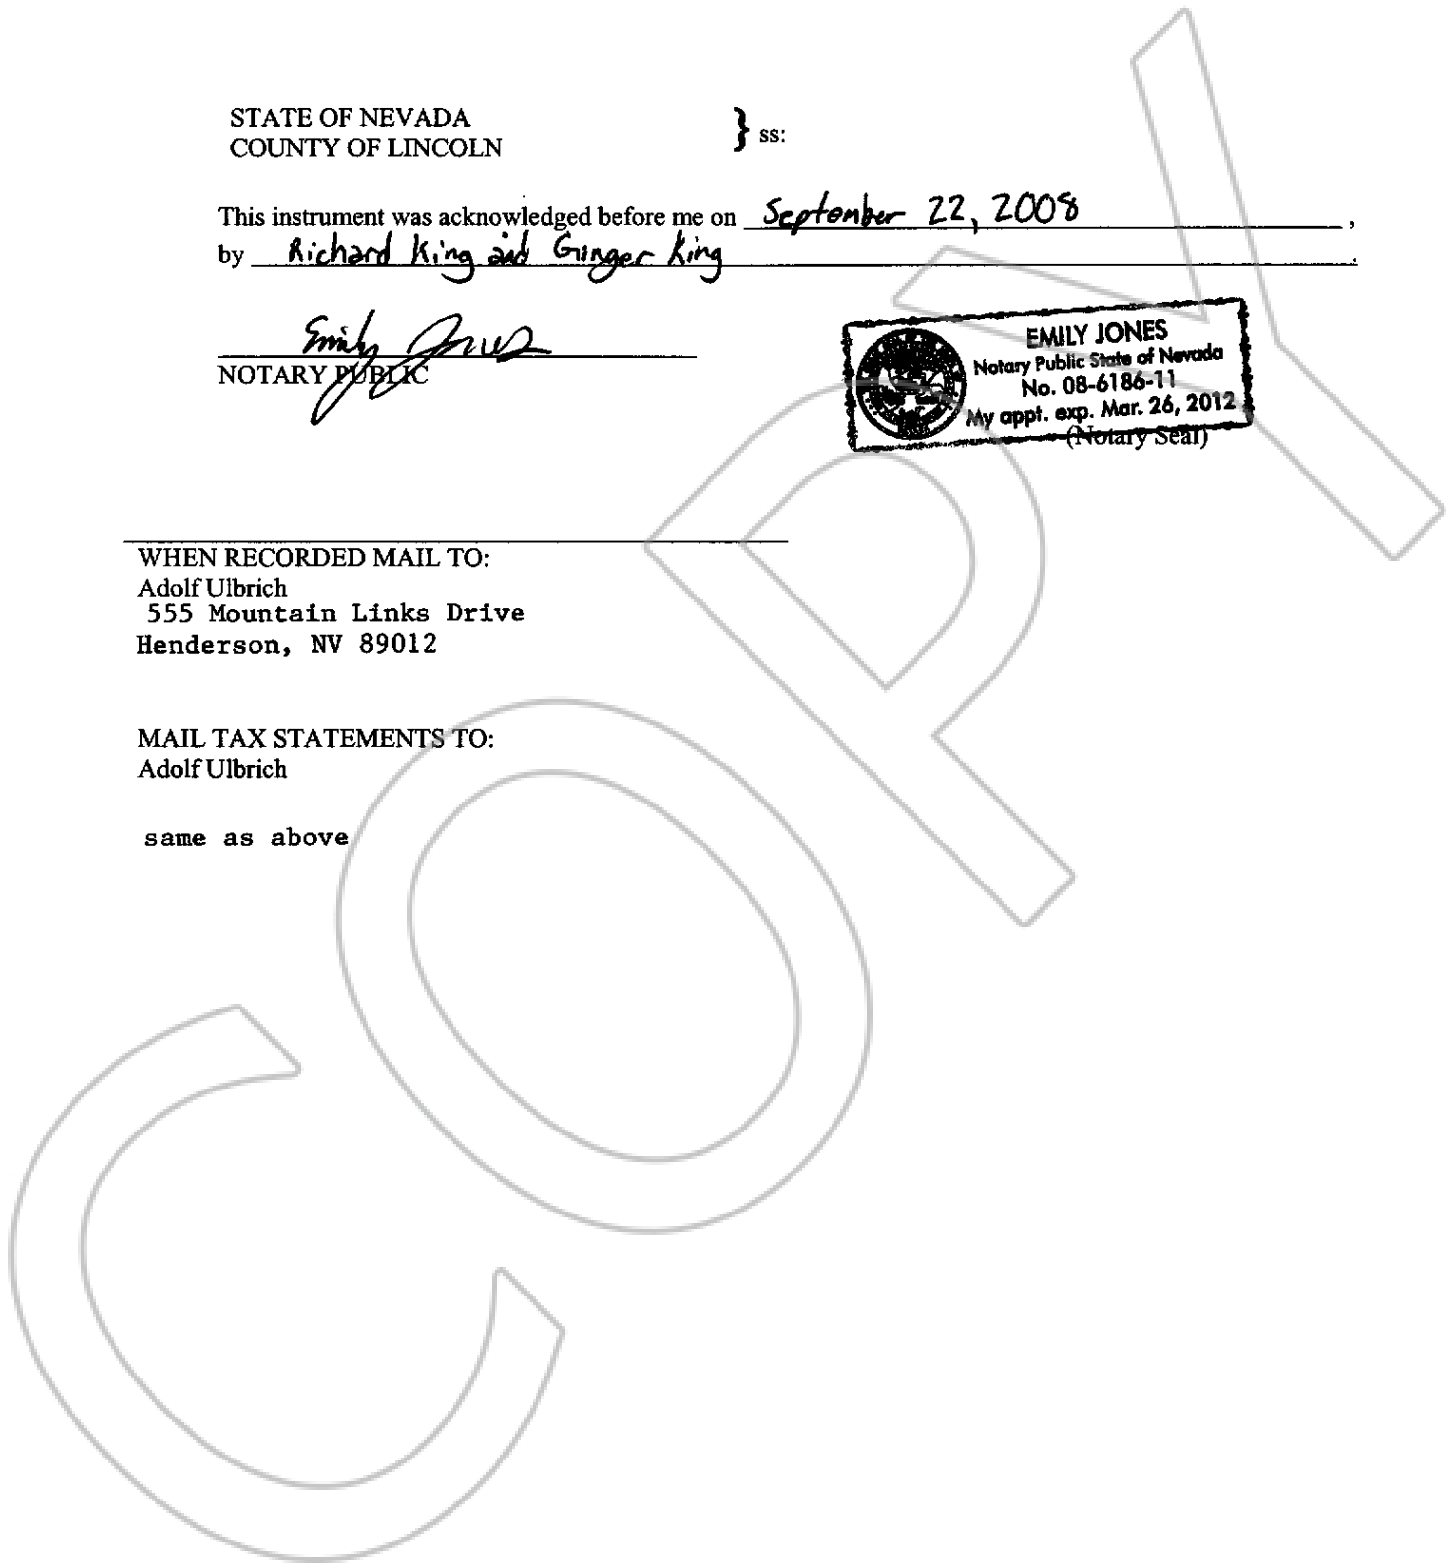 STATE OF NEVADA
COUNTY OF LINCOLN
} ss:
This instrument was acknowledged before me on September 22, 2008,
by Richard King and Ginger King.
Emily Jones
NOTARY PUBLIC
EMILY JONES
Notary Public State of Nevada
No. 08-6186-11
My appt. exp. Mar. 26, 2012
(Notary Seal)
WHEN RECORDED MAIL TO:
Adolf Ulbrich
555 Mountain Links Drive
Henderson, NV 89012
MAIL TAX STATEMENTS TO:
Adolf Ulbrich
same as above
COPY